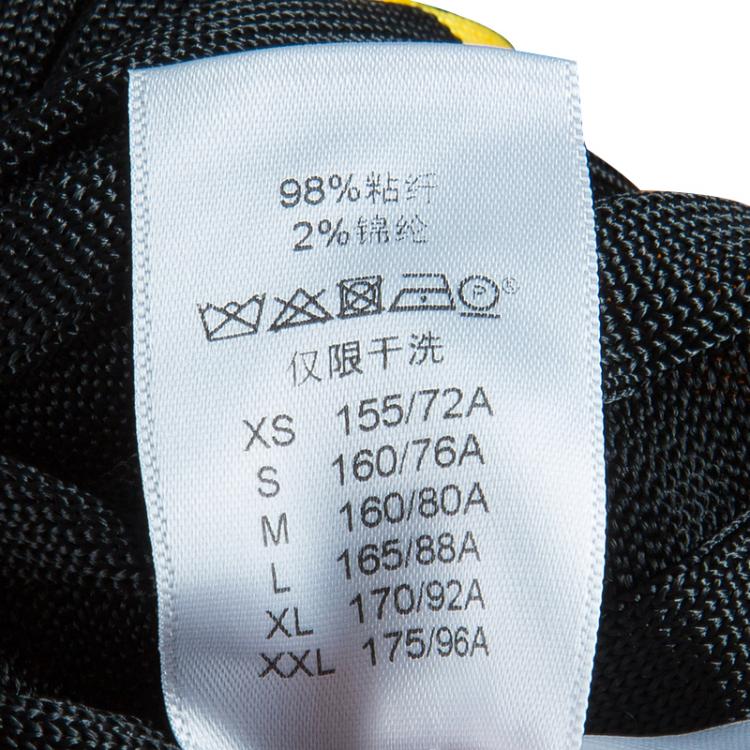 98%粘纤
2%锦纶
P®
仅限干洗
XS 155/72A
S 160/76A
M 160/80A
L 165/88A
XL 170/92A
XXL 175/96A